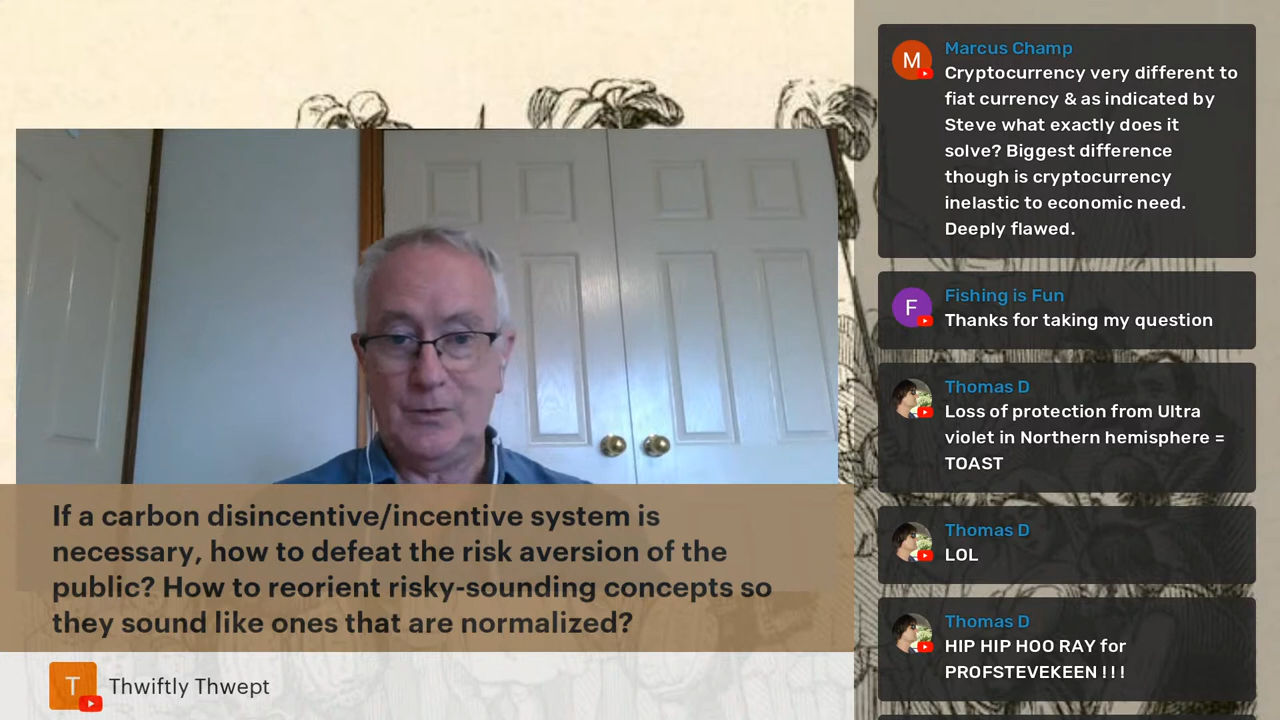 If a carbon disincentive/incentive system is
necessary, how to defeat the risk aversion of the
public? How to reorient risky-sounding concepts so
they sound like ones that are normalized?
T
Thwiftly Thwept
M
Marcus Champ
Cryptocurrency very different to
fiat currency & as indicated by
Steve what exactly does it
solve? Biggest difference
though is cryptocurrency
inelastic to economic need.
Deeply flawed.
F
Fishing is Fun
Thanks for taking my question
Thomas D
Loss of protection from Ultra
violet in Northern hemisphere =
TOAST
Thomas D
LOL
Thomas D
HIP HIP HOO RAY for
PROFSTEVEKEEN ! ! !